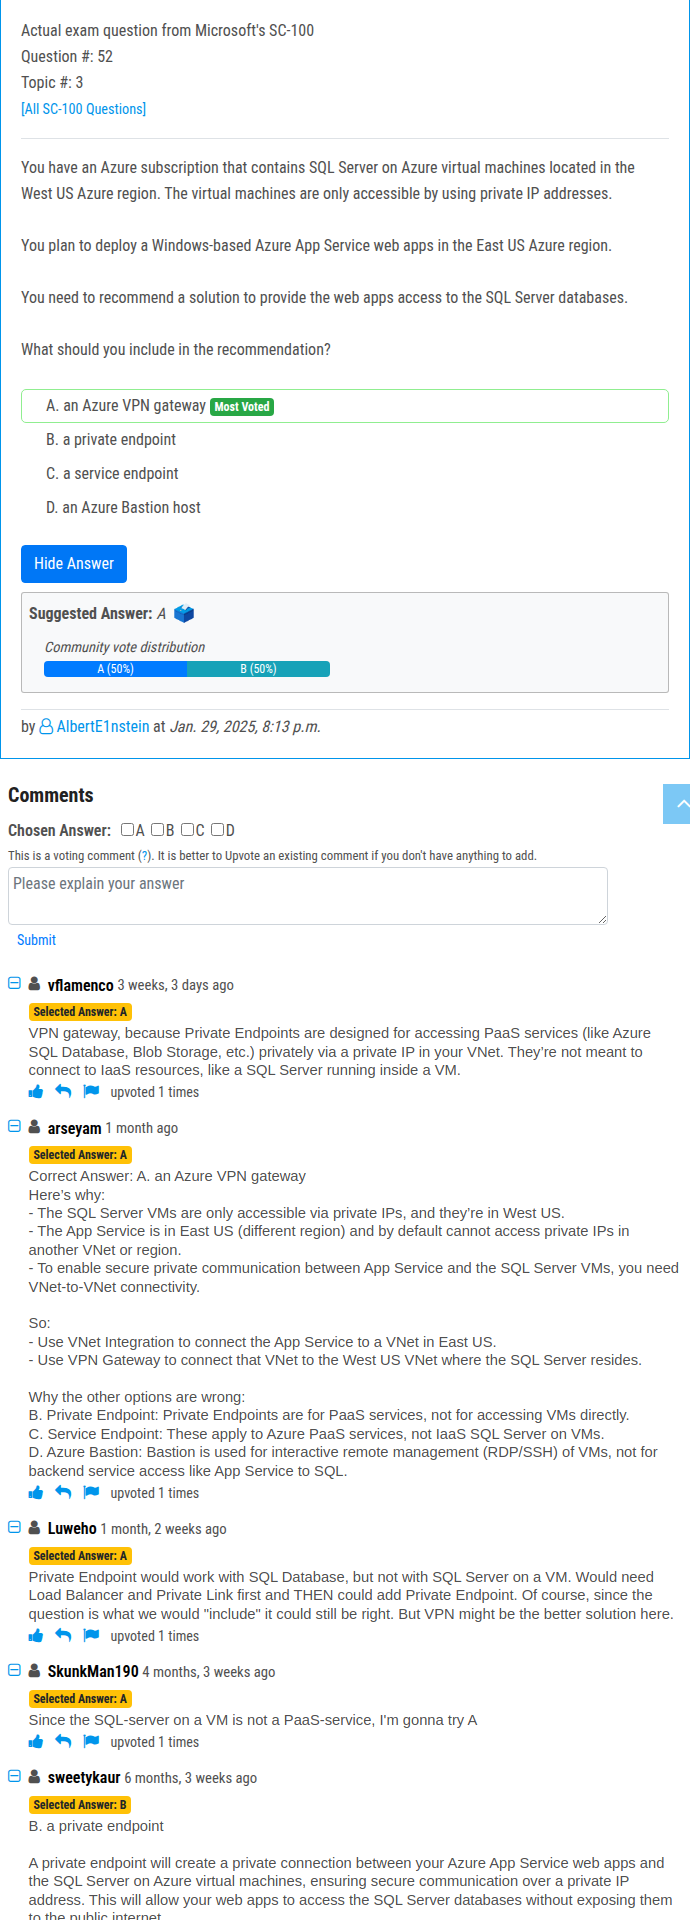 Actual exam question from Microsoft's SC-100
Question #: 52
Topic #: 3
[All SC-100 Questions]
You have an Azure subscription that contains SQL Server on Azure virtual machines located in the
West US Azure region. The virtual machines are only accessible by using private IP addresses.
You plan to deploy a Windows-based Azure App Service web apps in the East US Azure region.
You need to recommend a solution to provide the web apps access to the SQL Server databases.
What should you include in the recommendation?
A. an Azure VPN gateway Most Voted
B. a private endpoint
C. a service endpoint
D. an Azure Bastion host
Hide Answer
Suggested Answer: A
Community vote distribution
A (50%) B (50%)
by AlbertE1nstein at Jan. 29, 2025, 8:13 p.m.
Comments
Chosen Answer: A B C D
This is a voting comment (?). It is better to Upvote an existing comment if you don't have anything to add.
Please explain your answer
Submit
vflamenco 3 weeks, 3 days ago
Selected Answer: A
VPN gateway, because Private Endpoints are designed for accessing PaaS services (like Azure
SQL Database, Blob Storage, etc.) privately via a private IP in your VNet. They're not meant to
connect to IaaS resources, like a SQL Server running inside a VM.
upvoted 1 times
arseyam 1 month ago
Selected Answer: A
Correct Answer: A. an Azure VPN gateway
Here's why:
- The SQL Server VMs are only accessible via private IPs, and they're in West US.
- The App Service is in East US (different region) and by default cannot access private IPs in
another VNet or region.
- To enable secure private communication between App Service and the SQL Server VMs, you need
VNet-to-VNet connectivity.
So:
- Use VNet Integration to connect the App Service to a VNet in East US.
- Use VPN Gateway to connect that VNet to the West US VNet where the SQL Server resides.
Why the other options are wrong:
B. Private Endpoint: Private Endpoints are for PaaS services, not for accessing VMs directly.
C. Service Endpoint: These apply to Azure PaaS services, not IaaS SQL Server on VMs.
D. Azure Bastion: Bastion is used for interactive remote management (RDP/SSH) of VMs, not for
backend service access like App Service to SQL.
upvoted 1 times
Luweho 1 month, 2 weeks ago
Selected Answer: A
Private Endpoint would work with SQL Database, but not with SQL Server on a VM. Would need
Load Balancer and Private Link first and THEN could add Private Endpoint. Of course, since the
question is what we would "include" it could still be right. But VPN might be the better solution here.
upvoted 1 times
SkunkMan190 4 months, 3 weeks ago
Selected Answer: A
Since the SQL-server on a VM is not a PaaS-service, I'm gonna try A
upvoted 1 times
sweetykaur 6 months, 3 weeks ago
Selected Answer: B
B. a private endpoint
A private endpoint will create a private connection between your Azure App Service web apps and
the SQL Server on Azure virtual machines, ensuring secure communication over a private IP
address. This will allow your web apps to access the SQL Server databases without exposing them
to the public internet